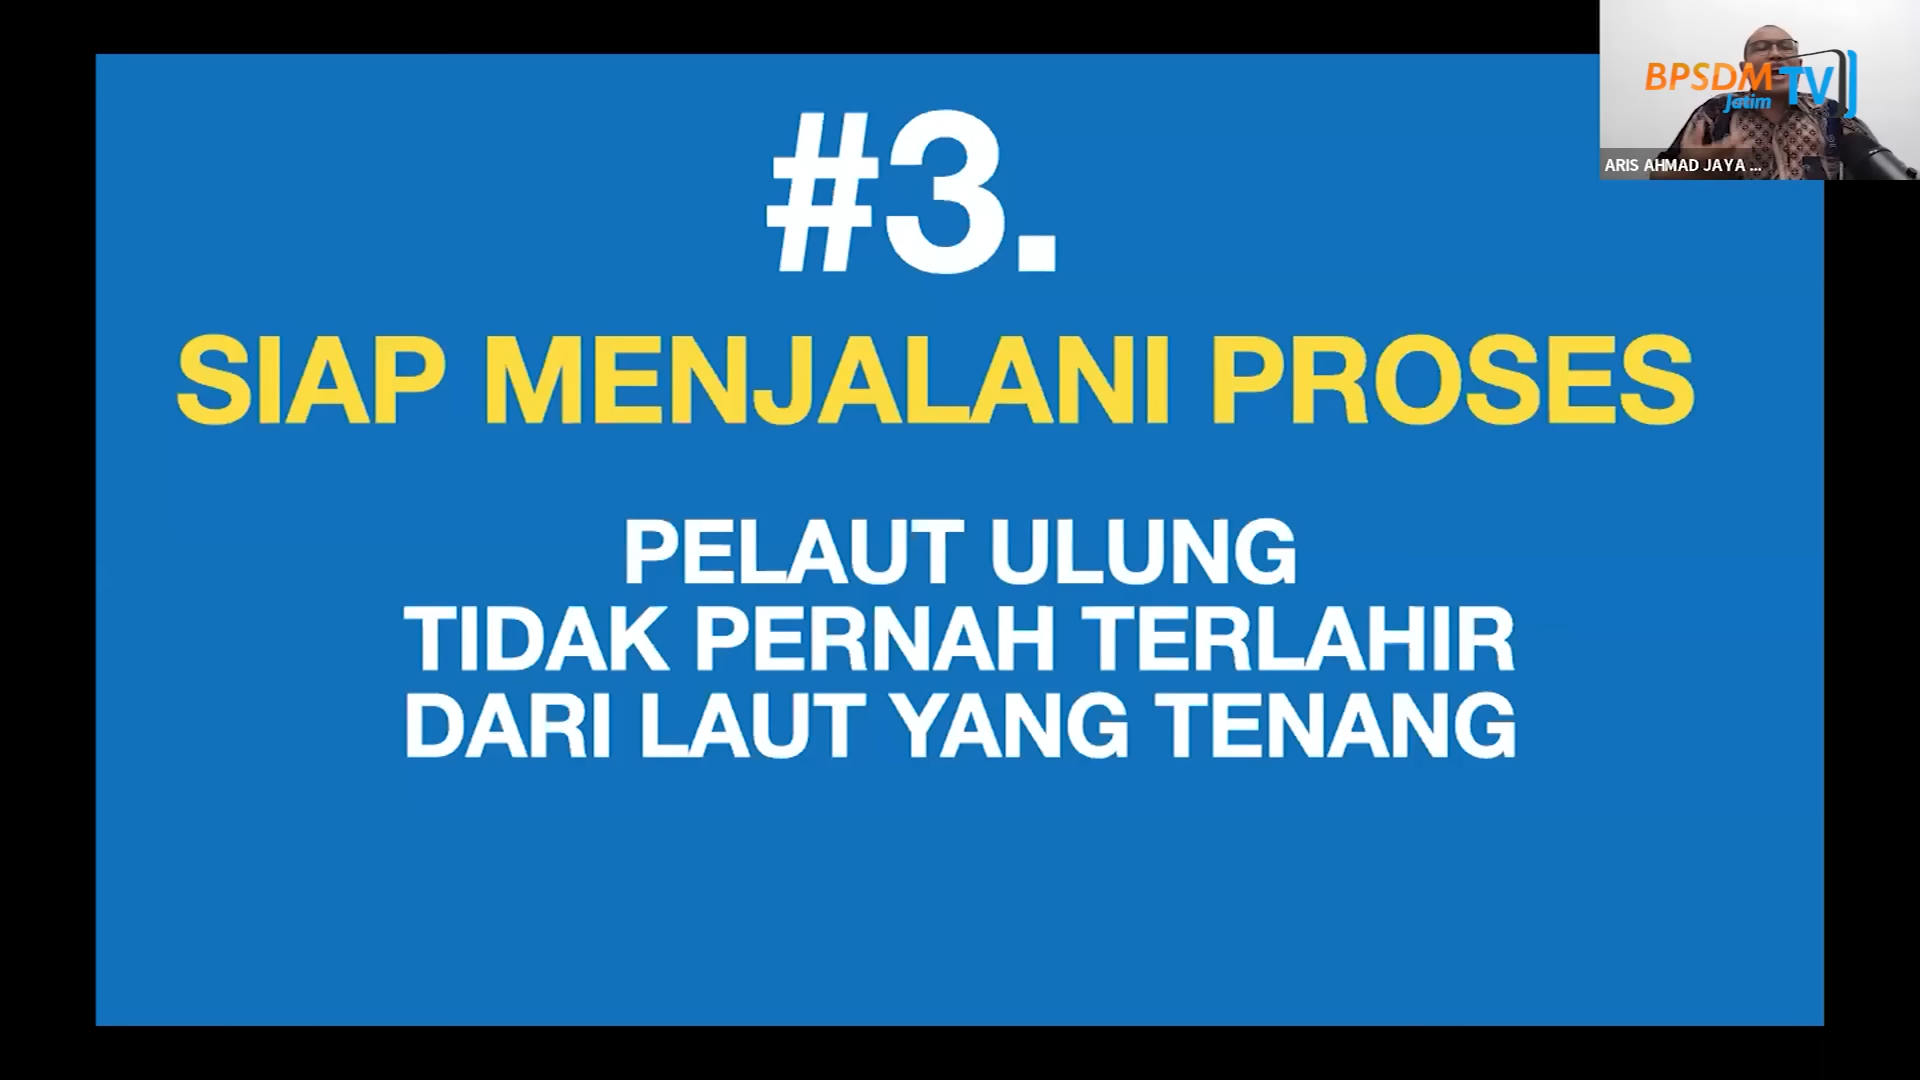 #3.
SIAP MENJALANI PROSES
PELAUT ULUNG
TIDAK PERNAH TERLAHIR
DARI LAUT YANG TENANG
BPSDM TV
Jatim
ARIS AHMAD JAYA ...